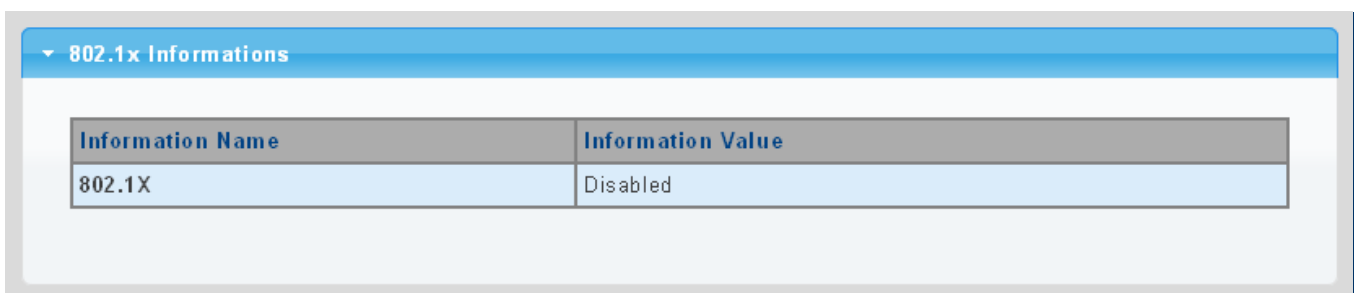 802.1x Informations
Information Name Information Value
802.1X Disabled